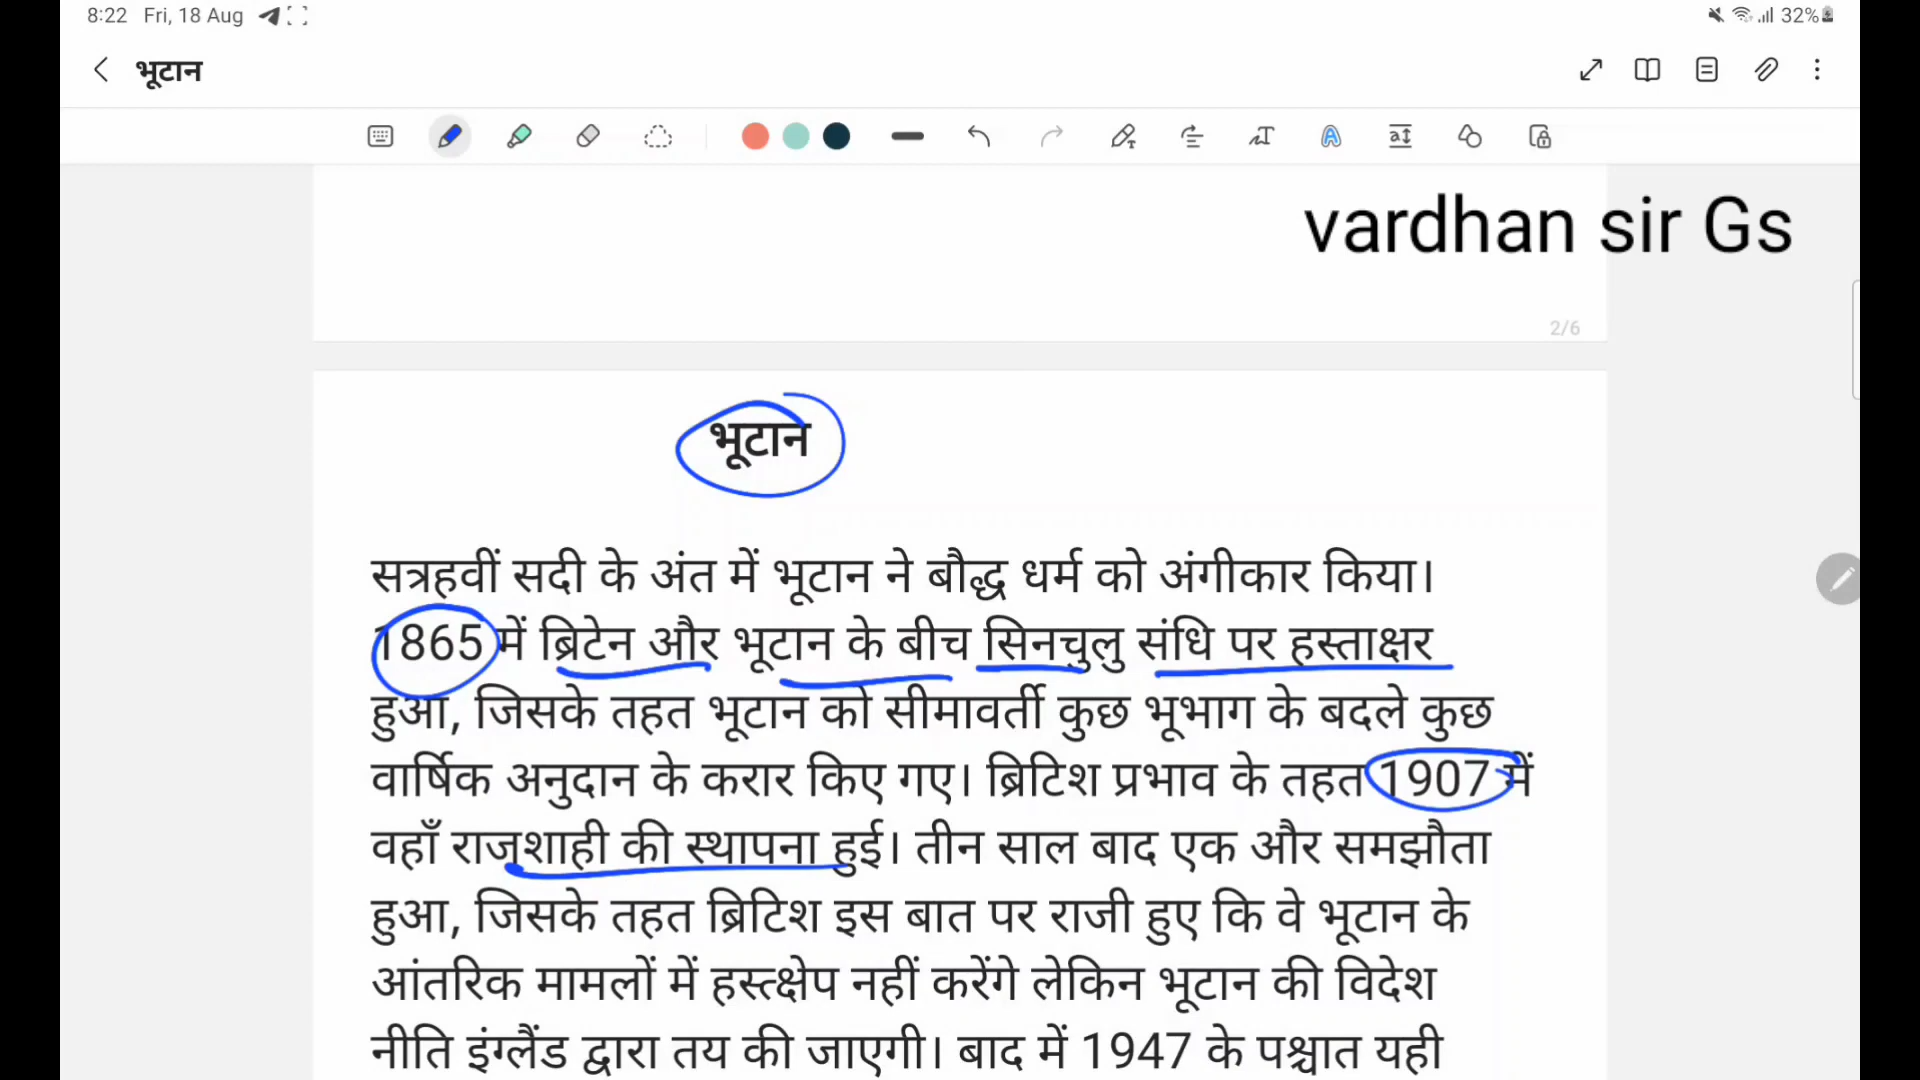 8:22 Fri, 18 Aug 32%
भूटान
vardhan sir Gs
2/6
भूटान
सत्रहवीं सदी के अंत में भूटान ने बौद्ध धर्म को अंगीकार किया।
1865 में ब्रिटेन और भूटान के बीच सिनचुलु संधि पर हस्ताक्षर
हुआ, जिसके तहत भूटान को सीमावर्ती कुछ भूभाग के बदले कुछ
वार्षिक अनुदान के करार किए गए। ब्रिटिश प्रभाव के तहत 1907 में
वहाँ राजशाही की स्थापना हुई। तीन साल बाद एक और समझौता
हुआ, जिसके तहत ब्रिटिश इस बात पर राजी हुए कि वे भूटान के
आंतरिक मामलों में हस्त्क्षेप नहीं करेंगे लेकिन भूटान की विदेश
नीति इंग्लैंड द्वारा तय की जाएगी। बाद में 1947 के पश्चात यही